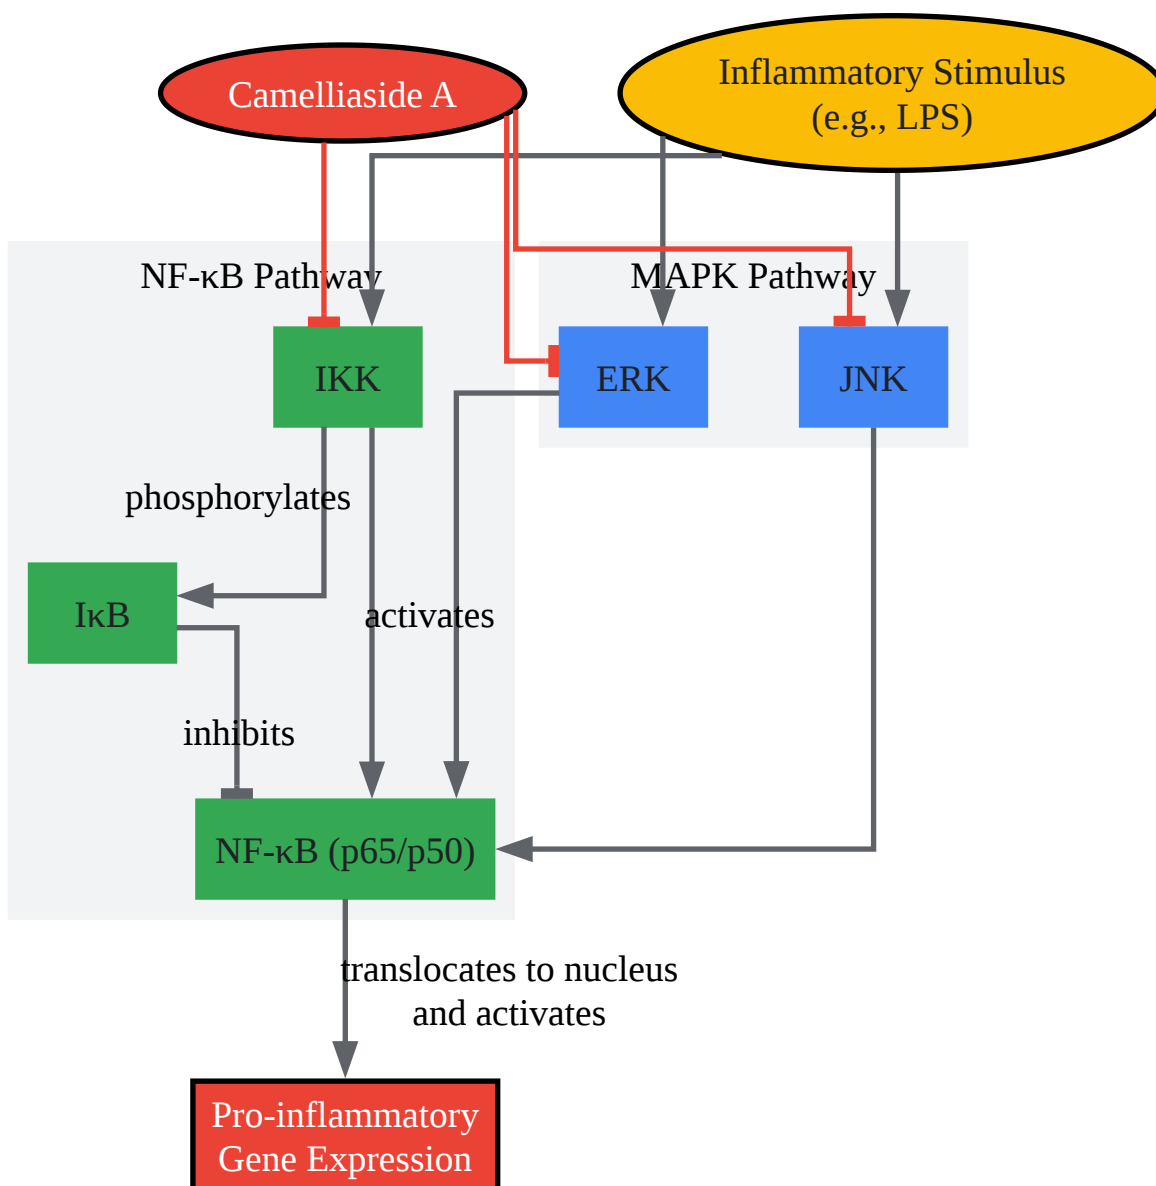 Camelliaside A
Inflammatory Stimulus
(e.g., LPS)
NF-κB Pathway
MAPK Pathway
IKK
ERK
JNK
phosphorylates
IκB
activates
inhibits
NF-κB (p65/p50)
translocates to nucleus
and activates
Pro-inflammatory
Gene Expression